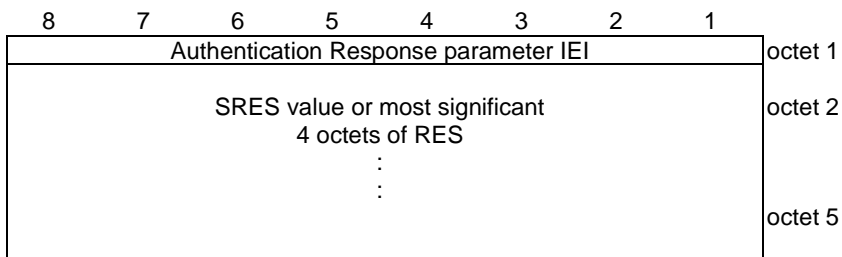 8 7 6 5 4 3 2 1
Authentication Response parameter IEI octet 1
SRES value or most significant octet 2
4 octets of RES
:
:
octet 5